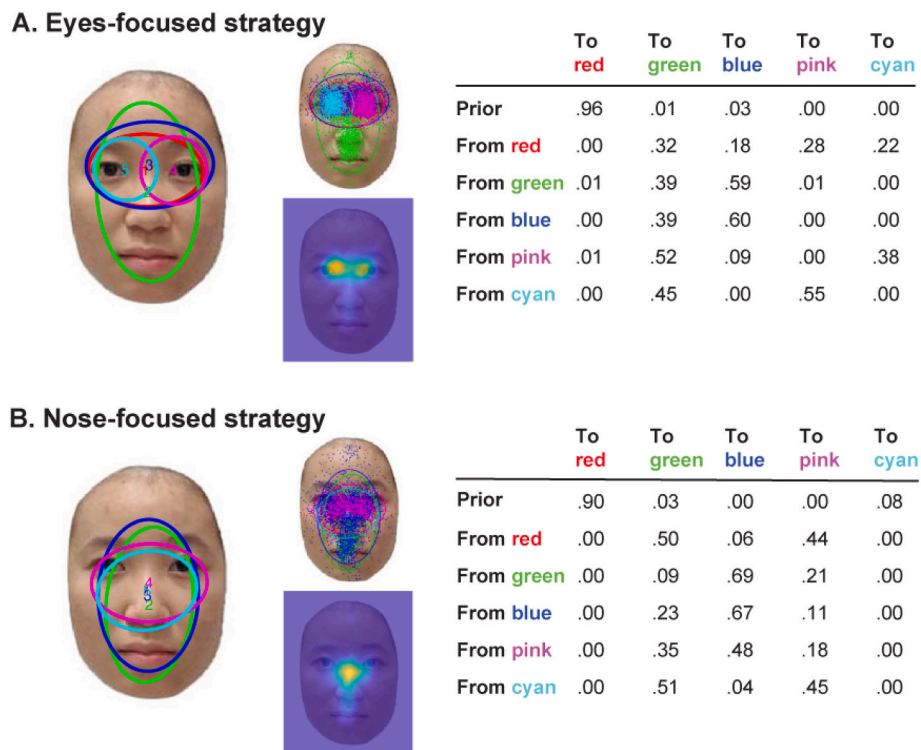 A. Eyes-focused strategy
To red To green To blue To pink To cyan
Prior .96 .01 .03 .00 .00
From red .00 .32 .18 .28 .22
From green .01 .39 .59 .01 .00
From blue .00 .39 .60 .00 .00
From pink .01 .52 .09 .00 .38
From cyan .00 .45 .00 .55 .00
3
B. Nose-focused strategy
To red To green To blue To pink To cyan
Prior .90 .03 .00 .00 .08
From red .00 .50 .06 .44 .00
From green .00 .09 .69 .21 .00
From blue .00 .23 .67 .11 .00
From pink .00 .35 .48 .18 .00
From cyan .00 .51 .04 .45 .00
4
2